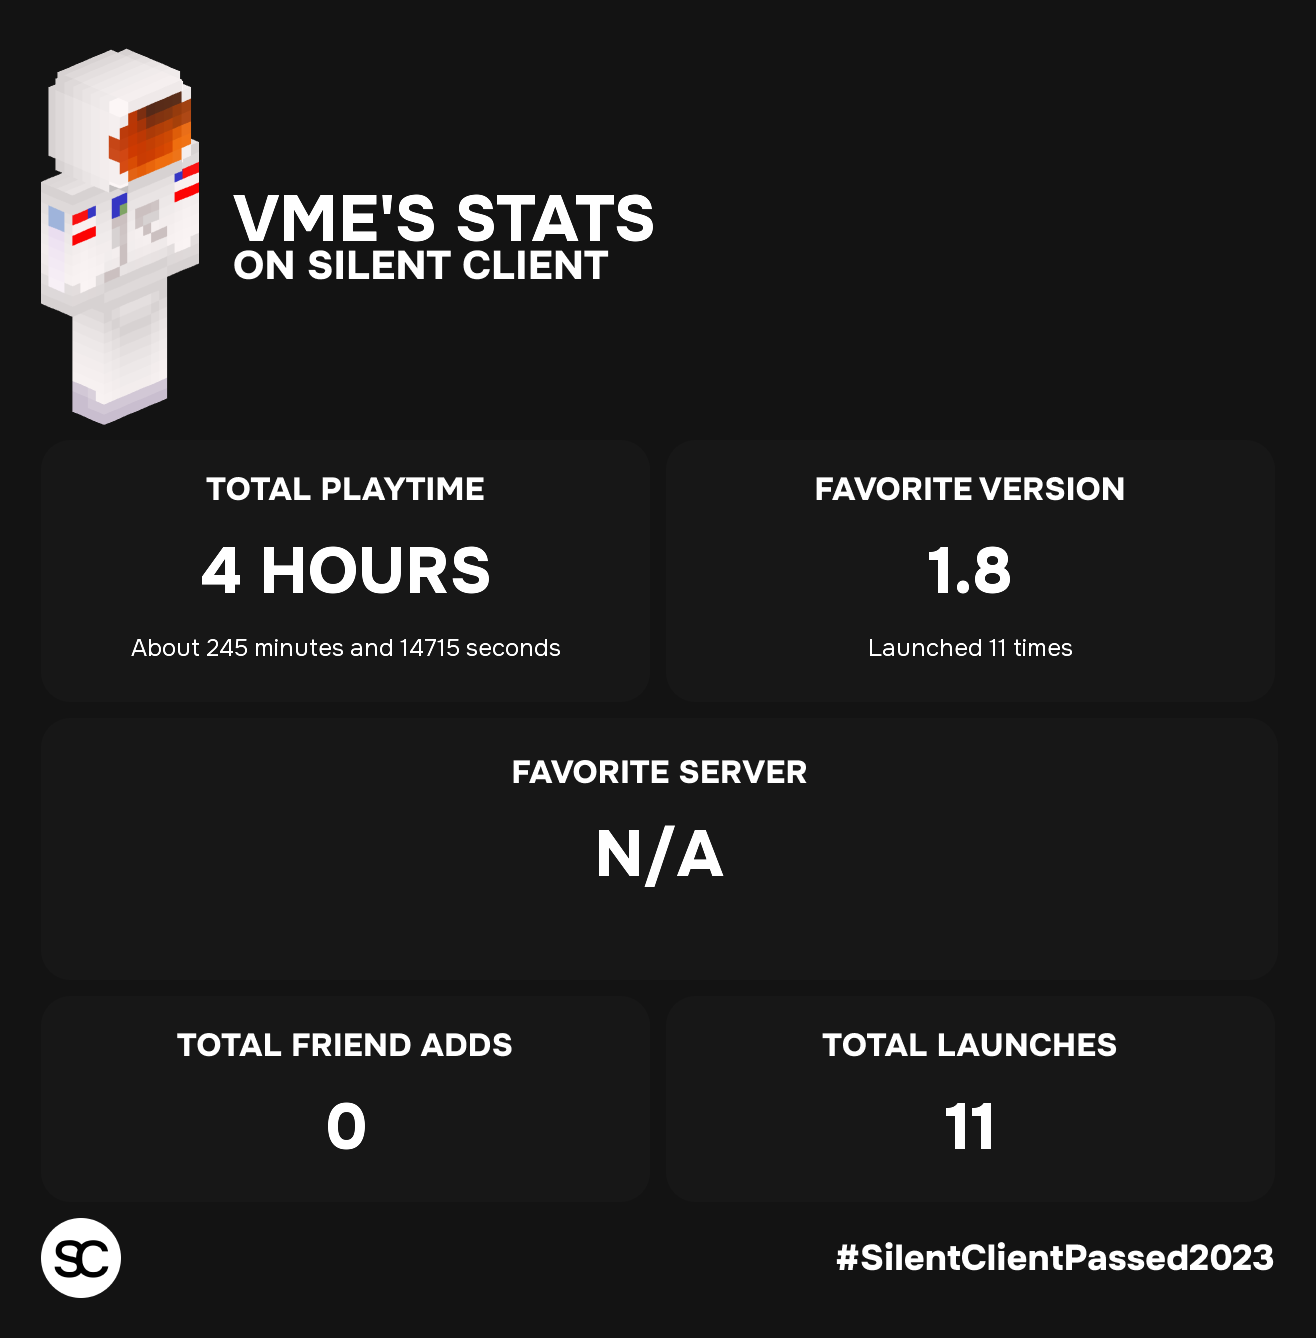 VME'S STATS
ON SILENT CLIENT
TOTAL PLAYTIME
4 HOURS
About 245 minutes and 14715 seconds
FAVORITE VERSION
1.8
Launched 11 times
FAVORITE SERVER
N/A
TOTAL FRIEND ADDS
0
TOTAL LAUNCHES
11
SC
#SilentClientPassed2023